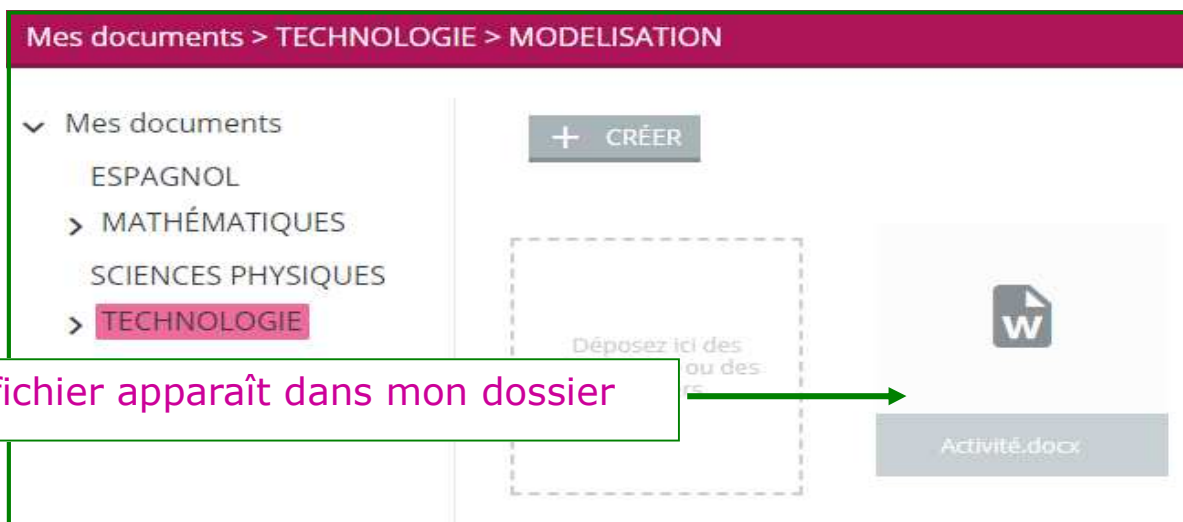 Mes documents > TECHNOLOGIE > MODELISATION
Mes documents
ESPAGNOL
MATHÉMATIQUES
SCIENCES PHYSIQUES
TECHNOLOGIE
+ CRÉER
Déposez ici des
ou des
fichier apparaît dans mon dossier
W
Activité.docx